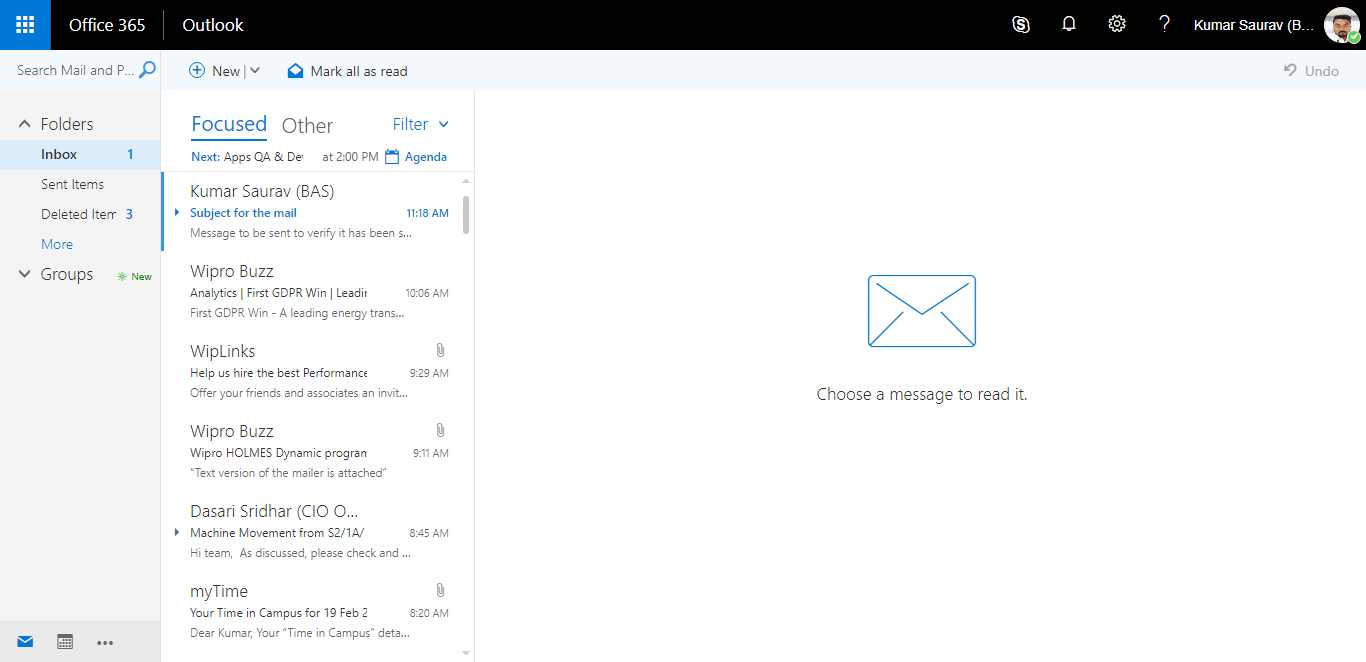 Office 365 Outlook Kumar Saurav (B...
Search Mail and P... New Mark all as read Undo
Folders
Inbox 1
Sent Items
Deleted Item 3
More
Groups New
Focused Other Filter
Next: Apps QA & De at 2:00 PM Agenda
Kumar Saurav (BAS)
Subject for the mail 11:18 AM
Message to be sent to verify it has been s...
Wipro Buzz
Analytics | First GDPR Win | Leadin 10:06 AM
First GDPR Win - A leading energy trans...
WipLinks
Help us hire the best Performance 9:29 AM
Offer your friends and associates an invit...
Wipro Buzz
Wipro HOLMES Dynamic program 9:11 AM
“Text version of the mailer is attached”
Dasari Sridhar (CIO O...
Machine Movement from S2/1A/ 8:45 AM
Hi team, As discussed, please check and ...
myTime
Your Time in Campus for 19 Feb 2 8:20 AM
Dear Kumar, Your “Time in Campus” deta...
Choose a message to read it.